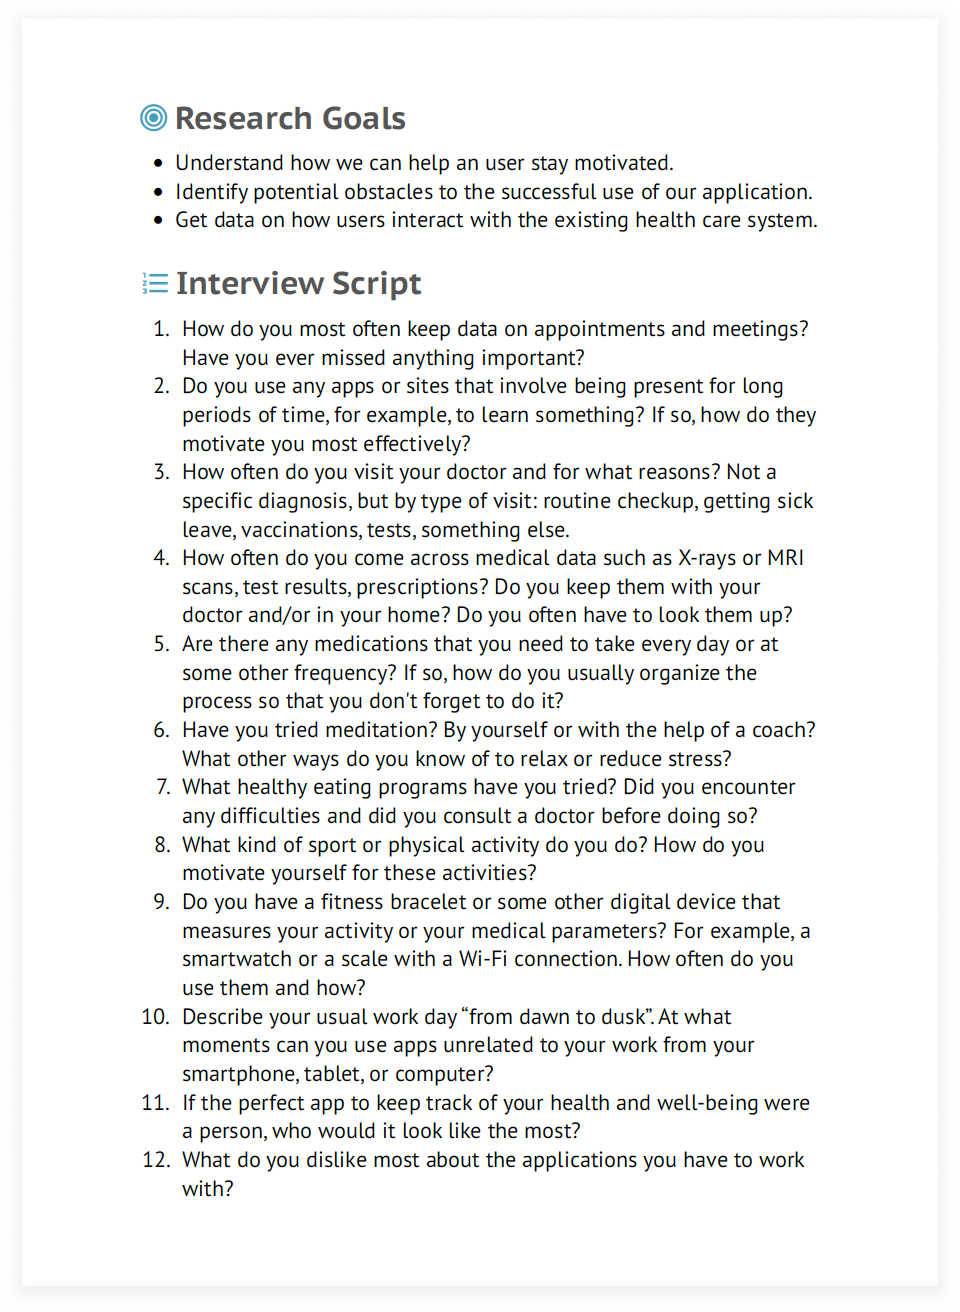 Research Goals
• Understand how we can help an user stay motivated.
• Identify potential obstacles to the successful use of our application.
• Get data on how users interact with the existing health care system.
Interview Script
1. How do you most often keep data on appointments and meetings?
Have you ever missed anything important?
2. Do you use any apps or sites that involve being present for long
periods of time, for example, to learn something? If so, how do they
motivate you most effectively?
3. How often do you visit your doctor and for what reasons? Not a
specific diagnosis, but by type of visit: routine checkup, getting sick
leave, vaccinations, tests, something else.
4. How often do you come across medical data such as X-rays or MRI
scans, test results, prescriptions? Do you keep them with your
doctor and/or in your home? Do you often have to look them up?
5. Are there any medications that you need to take every day or at
some other frequency? If so, how do you usually organize the
process so that you don't forget to do it?
6. Have you tried meditation? By yourself or with the help of a coach?
What other ways do you know of to relax or reduce stress?
7. What healthy eating programs have you tried? Did you encounter
any difficulties and did you consult a doctor before doing so?
8. What kind of sport or physical activity do you do? How do you
motivate yourself for these activities?
9. Do you have a fitness bracelet or some other digital device that
measures your activity or your medical parameters? For example, a
smartwatch or a scale with a Wi-Fi connection. How often do you
use them and how?
10. Describe your usual work day “from dawn to dusk”. At what
moments can you use apps unrelated to your work from your
smartphone, tablet, or computer?
11. If the perfect app to keep track of your health and well-being were
a person, who would it look like the most?
12. What do you dislike most about the applications you have to work
with?